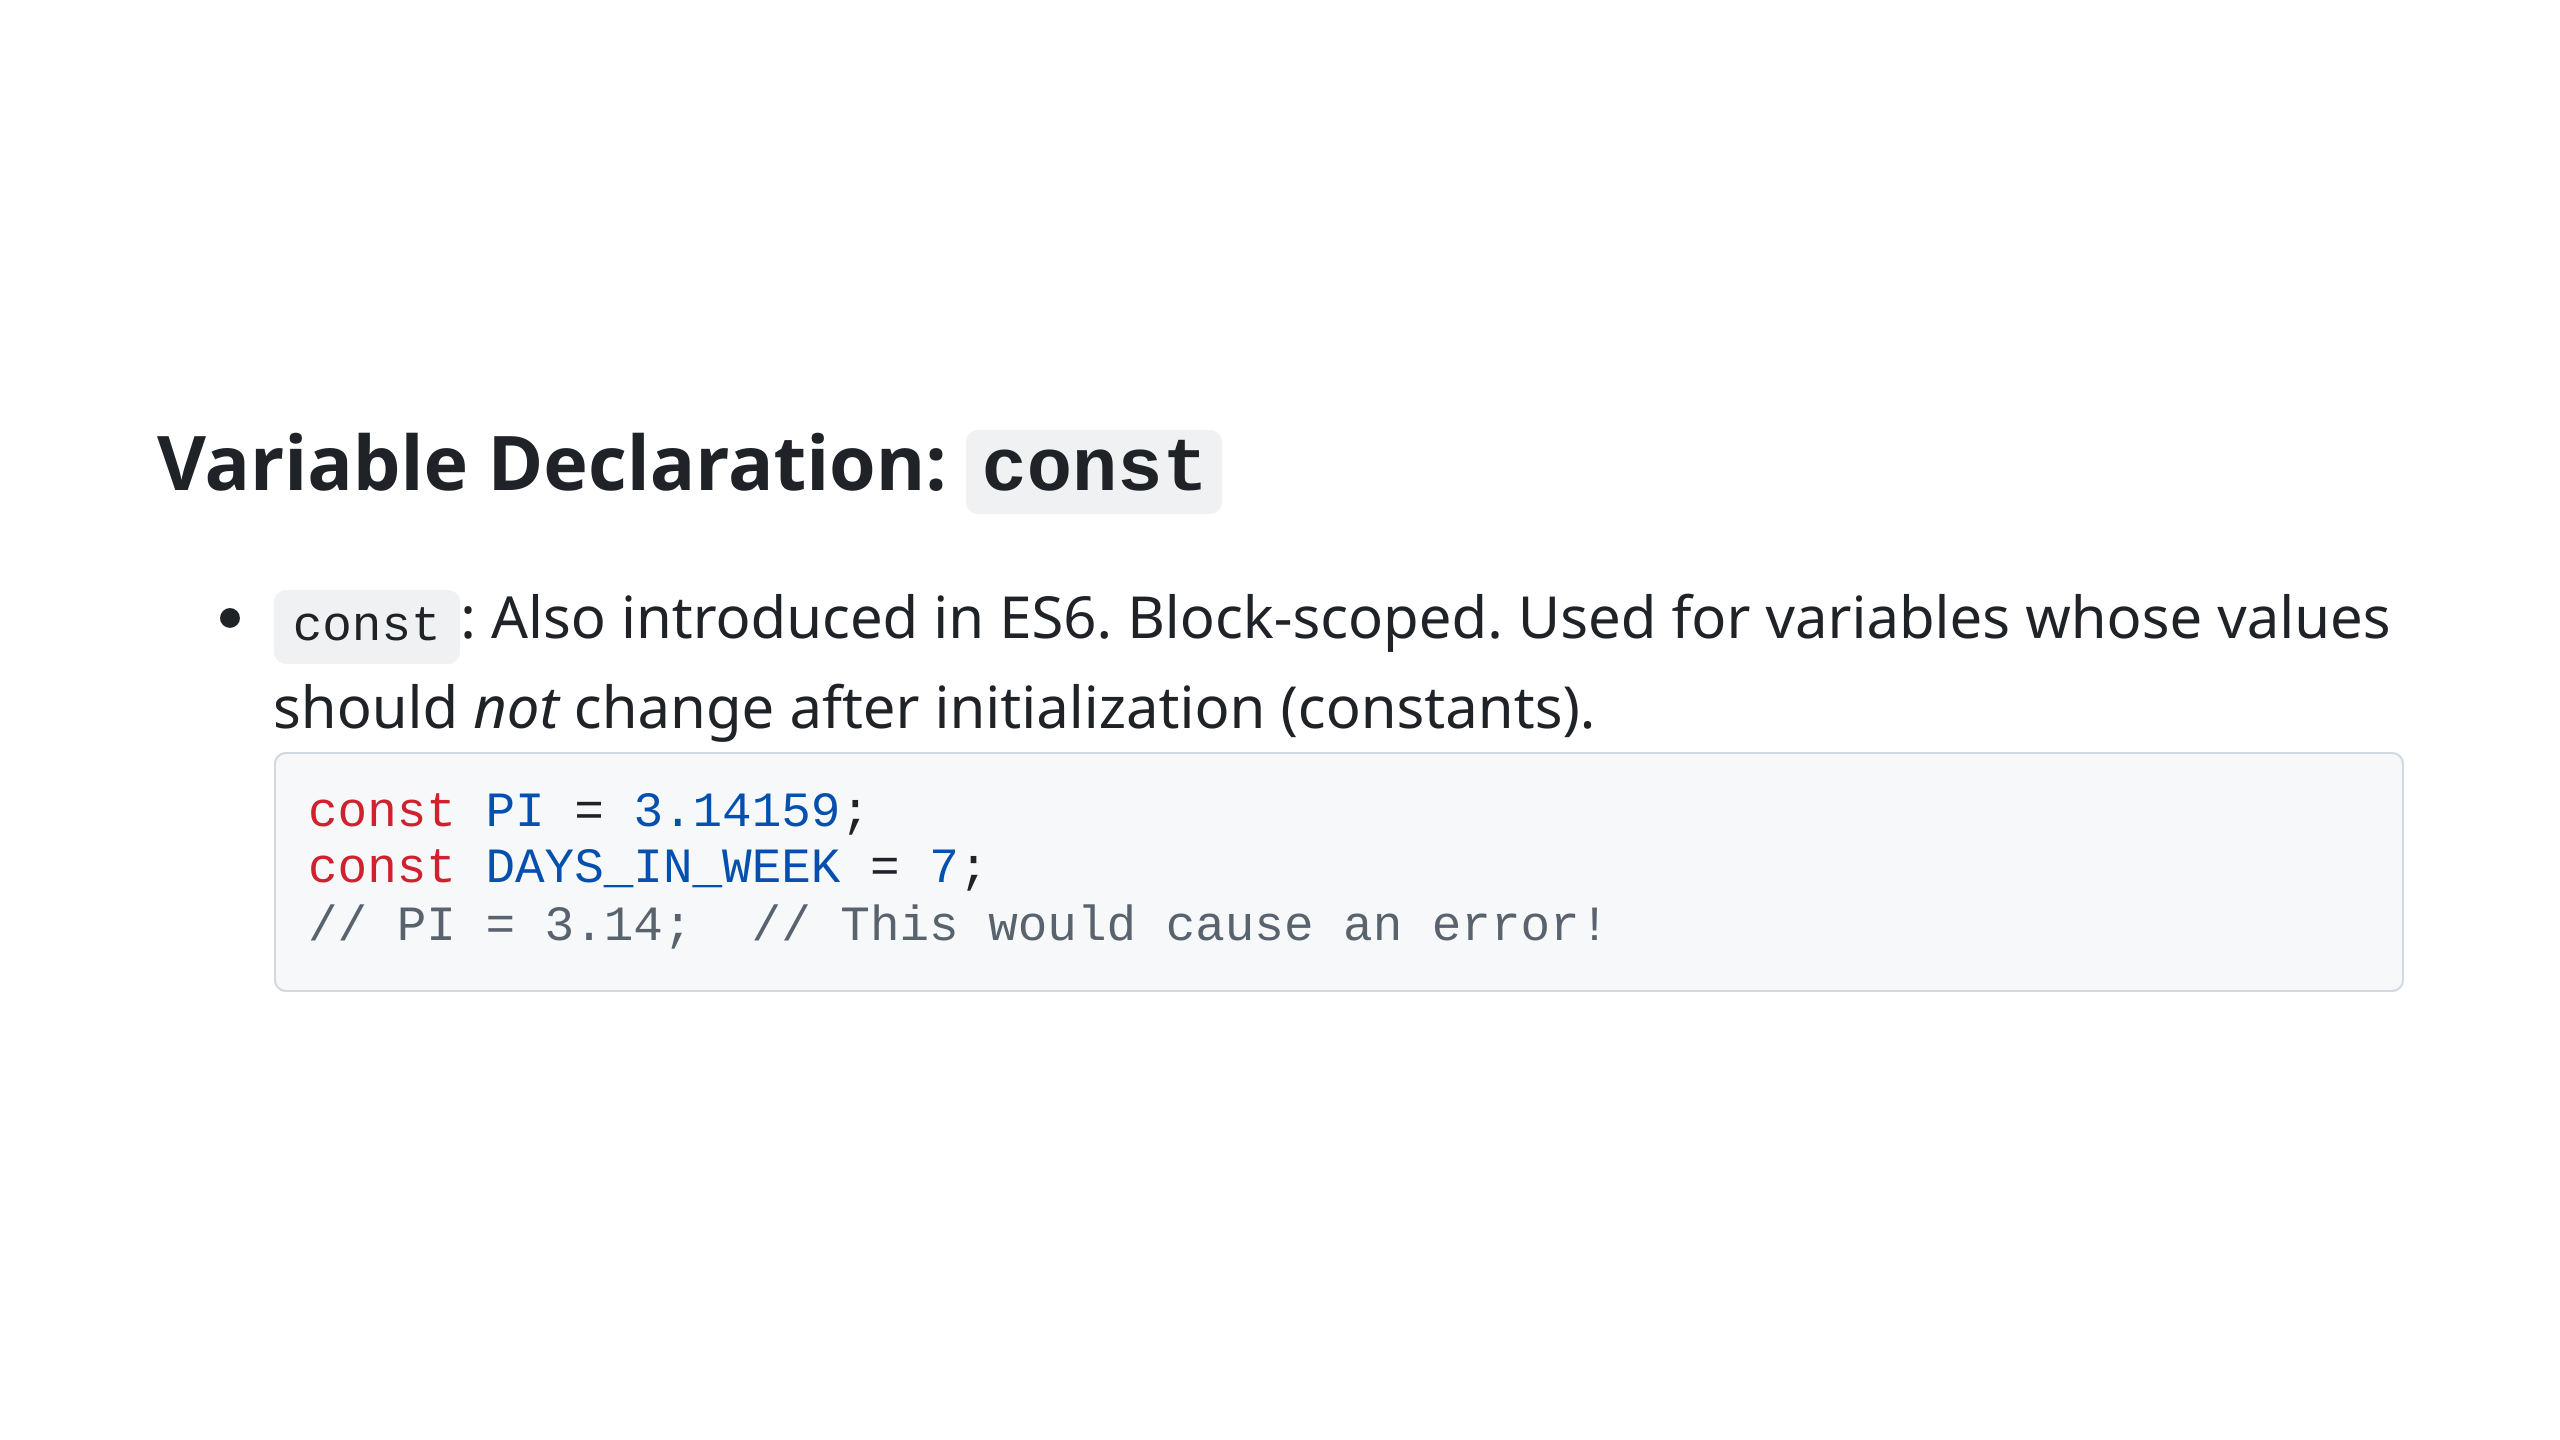 Variable Declaration: const
const: Also introduced in ES6. Block-scoped. Used for variables whose values
should not change after initialization (constants).
const PI = 3.14159;
const DAYS_IN_WEEK = 7;
// PI = 3.14;  // This would cause an error!